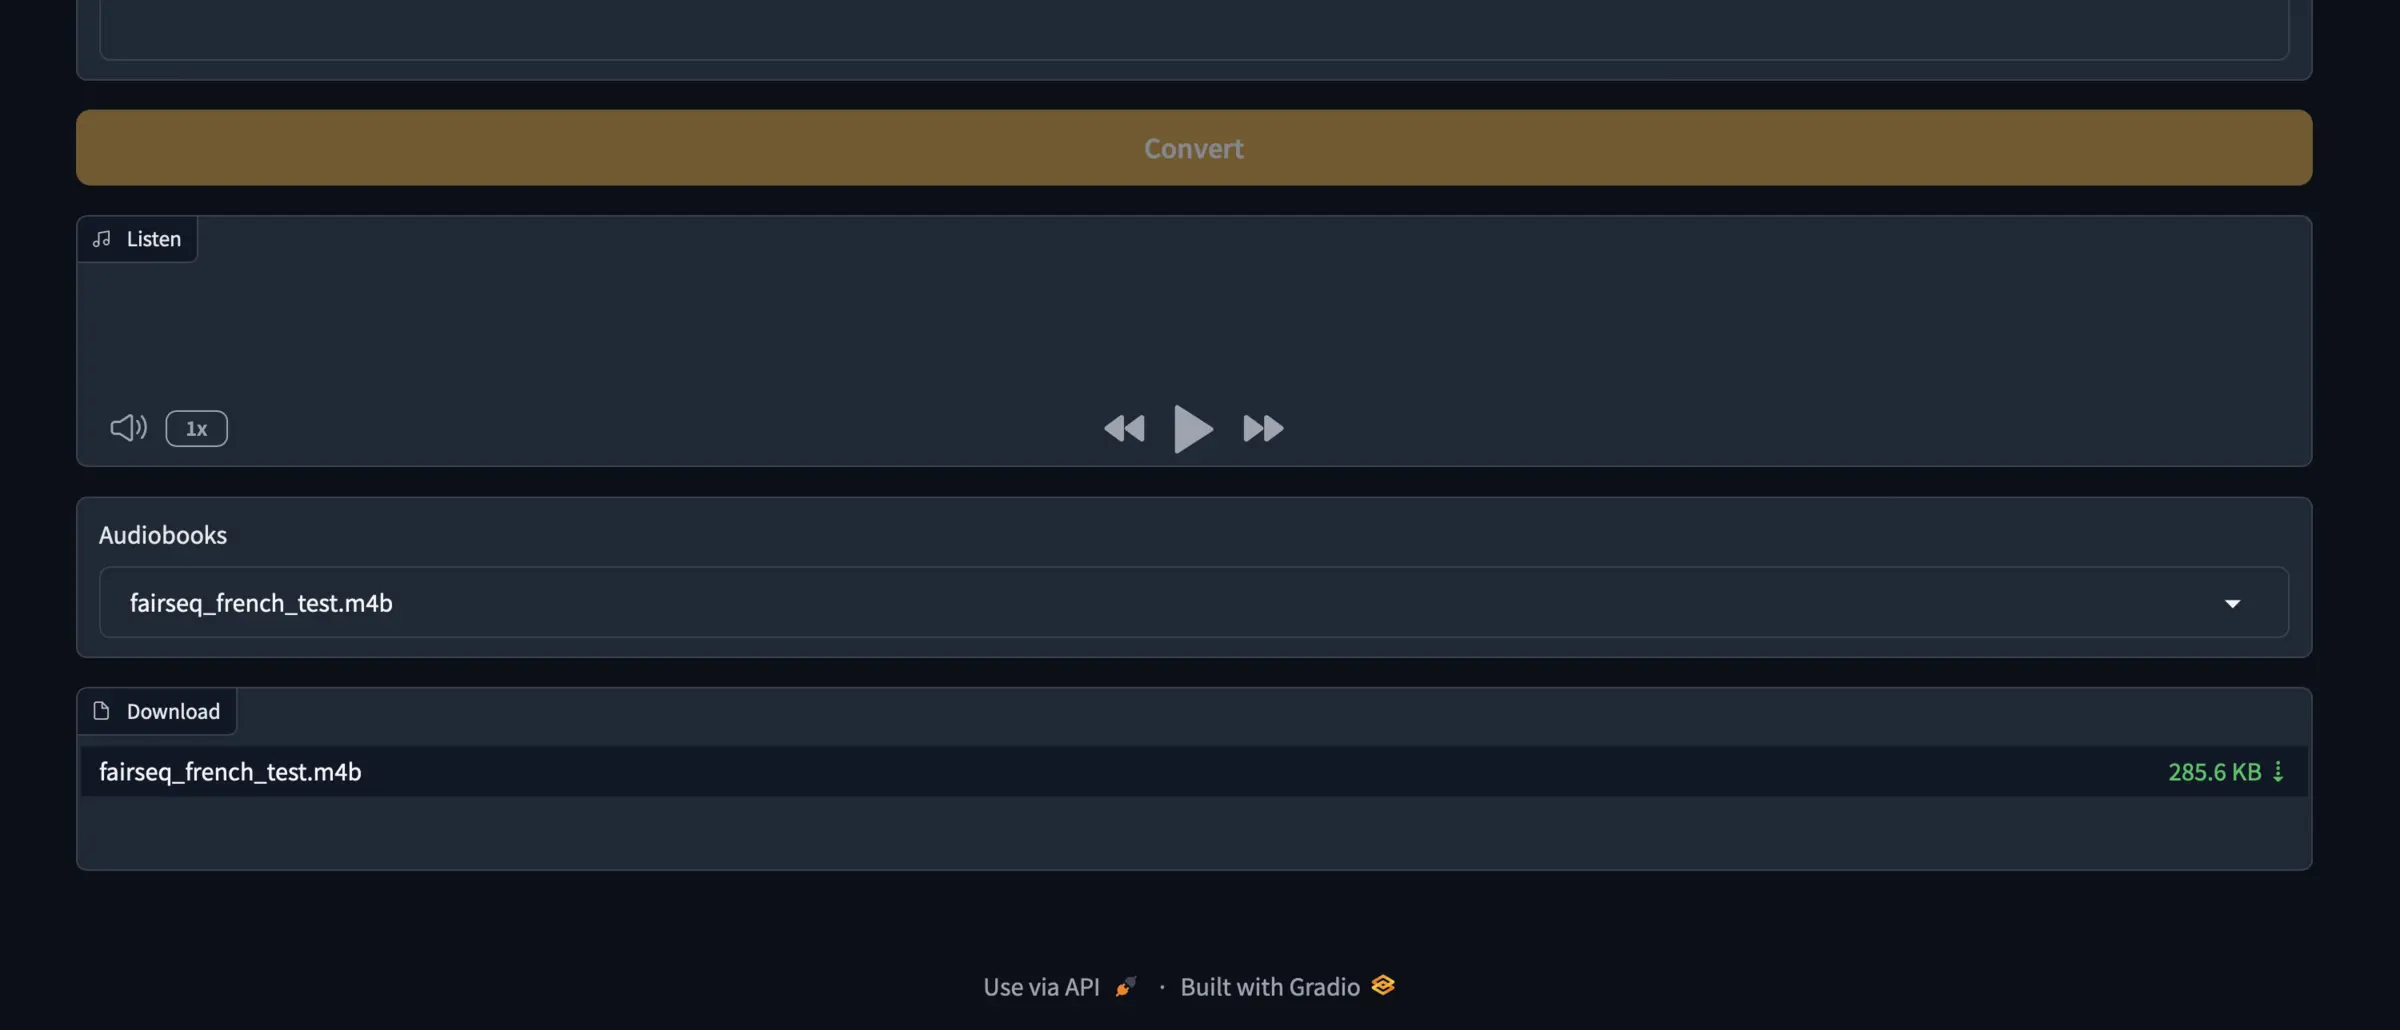 Convert
Listen
1x
Audiobooks
fairseq_french_test.m4b
Download
fairseq_french_test.m4b 285.6 KB
Use via API · Built with Gradio